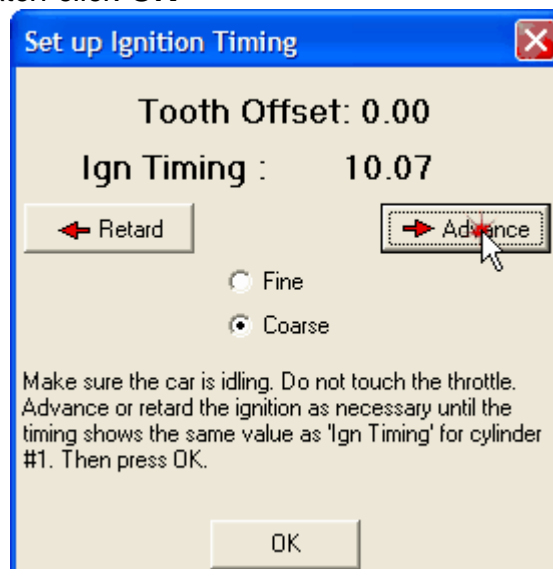 Set up Ignition Timing
Tooth Offset: 0.00
Ign Timing : 10.07
Retard
Advance
Fine
Coarse
Make sure the car is idling. Do not touch the throttle.
Advance or retard the ignition as necessary until the
timing shows the same value as 'Ign Timing' for cylinder
#1. Then press OK.
OK